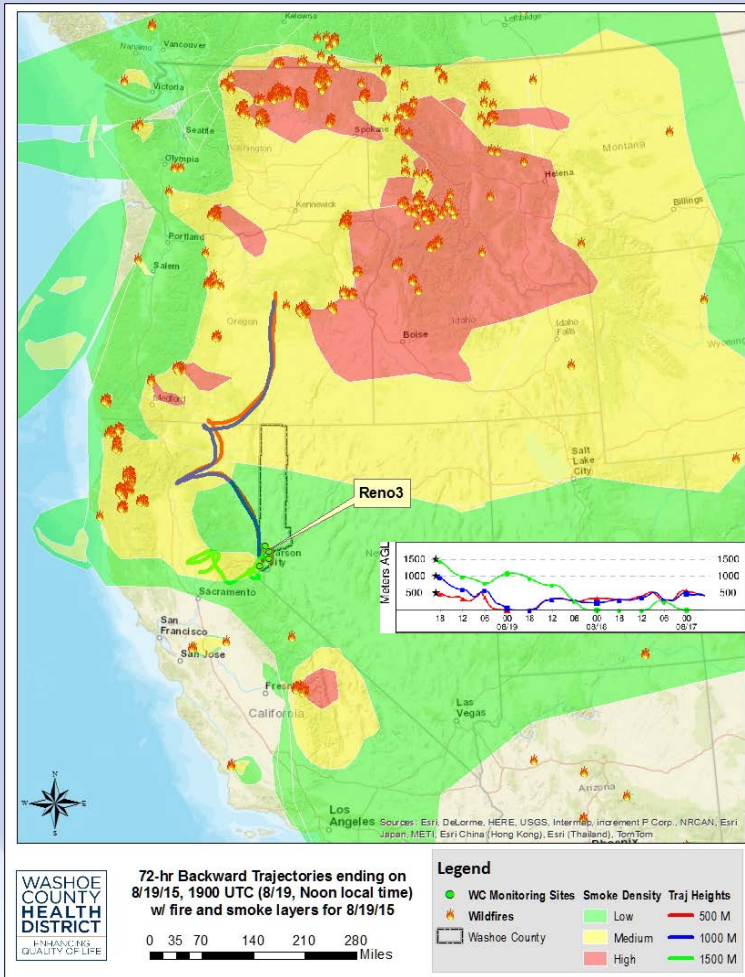 Kelowna
Lethbridge
Nanaimo
Vancouver
Victoria
Seattle
Spokane
Washington
Olympia
Montana
Helena
Kennewick
Billings
Portland
Salem
Oregon
Idaho
Boise
Idaho
Falls
Wyoming
Medford
Salt
Lake
City
Reno3
Carson
City
Ne
Sacramento
San
Francisco
San Jose
Fresno
California
Las
Vegas
Los
Angeles
Arizona
Phoenix
Meters AGL
1500
1000
500
1500
1000
500
18 12 06 00 18 12 06 00 18 12 06 00
08/19 08/18 08/17
N
W E
S
Sources: Esri, DeLorme, HERE, USGS, Intermap, increment P Corp., NRCAN, Esri
Japan, METI, Esri China (Hong Kong), Esri (Thailand), TomTom
WASHOE
COUNTY
HEALTH
DISTRICT
ENHANCING
QUALITY OF LIFE
72-hr Backward Trajectories ending on
8/19/15, 1900 UTC (8/19, Noon local time)
w/ fire and smoke layers for 8/19/15
0 35 70 140 210 280
Miles
Legend
WC Monitoring Sites
Wildfires
Washoe County
Smoke Density
Low
Medium
High
Traj Heights
500 M
1000 M
1500 M